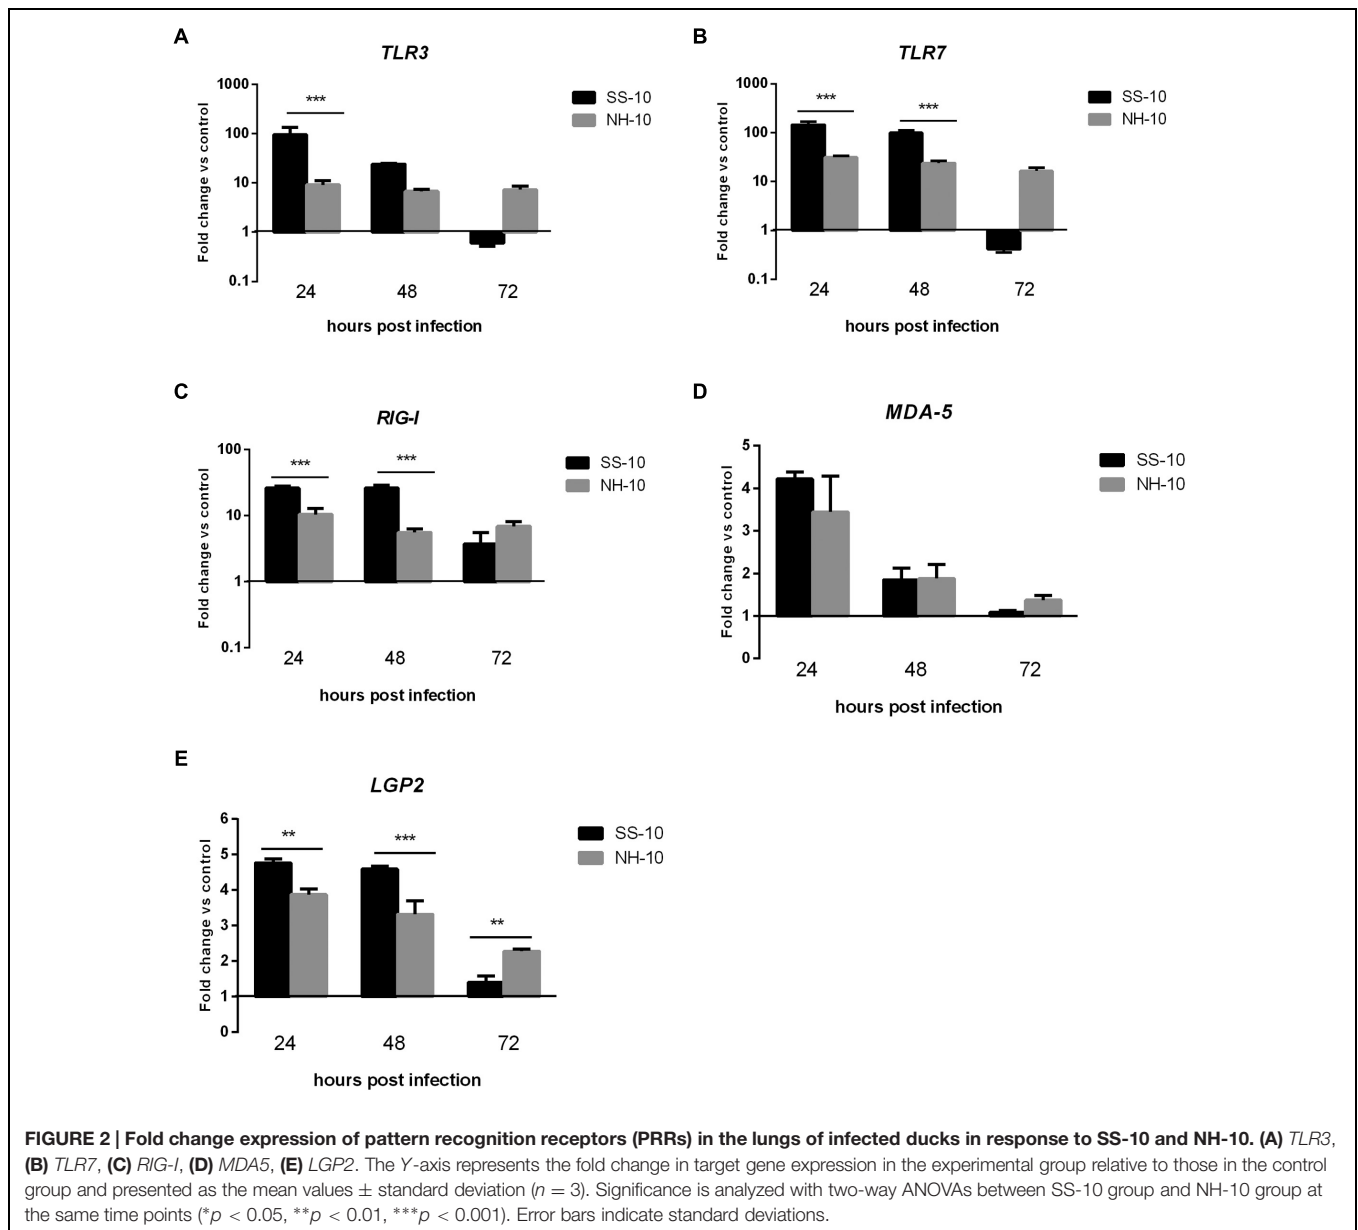 A
TLR3
1000
100
10
1
0.1
Fold change vs control
***
24
48
72
hours post infection
SS-10
NH-10
B
TLR7
1000
100
10
1
0.1
Fold change vs control
***
***
24
48
72
hours post infection
SS-10
NH-10
C
RIG-I
100
10
1
0.1
Fold change vs control
***
***
24
48
72
hours post infection
SS-10
NH-10
D
MDA-5
5
4
3
2
1
0
Fold change vs control
24
48
72
hours post infection
SS-10
NH-10
E
LGP2
6
5
4
3
2
1
0
Fold change vs control
**
***
**
24
48
72
hours post infection
SS-10
NH-10
FIGURE 2 | Fold change expression of pattern recognition receptors (PRRs) in the lungs of infected ducks in response to SS-10 and NH-10. (A) TLR3,
(B) TLR7, (C) RIG-I, (D) MDA5, (E) LGP2. The Y-axis represents the fold change in target gene expression in the experimental group relative to those in the control
group and presented as the mean values ± standard deviation (n = 3). Significance is analyzed with two-way ANOVAs between SS-10 group and NH-10 group at
the same time points (*p < 0.05, **p < 0.01, ***p < 0.001). Error bars indicate standard deviations.